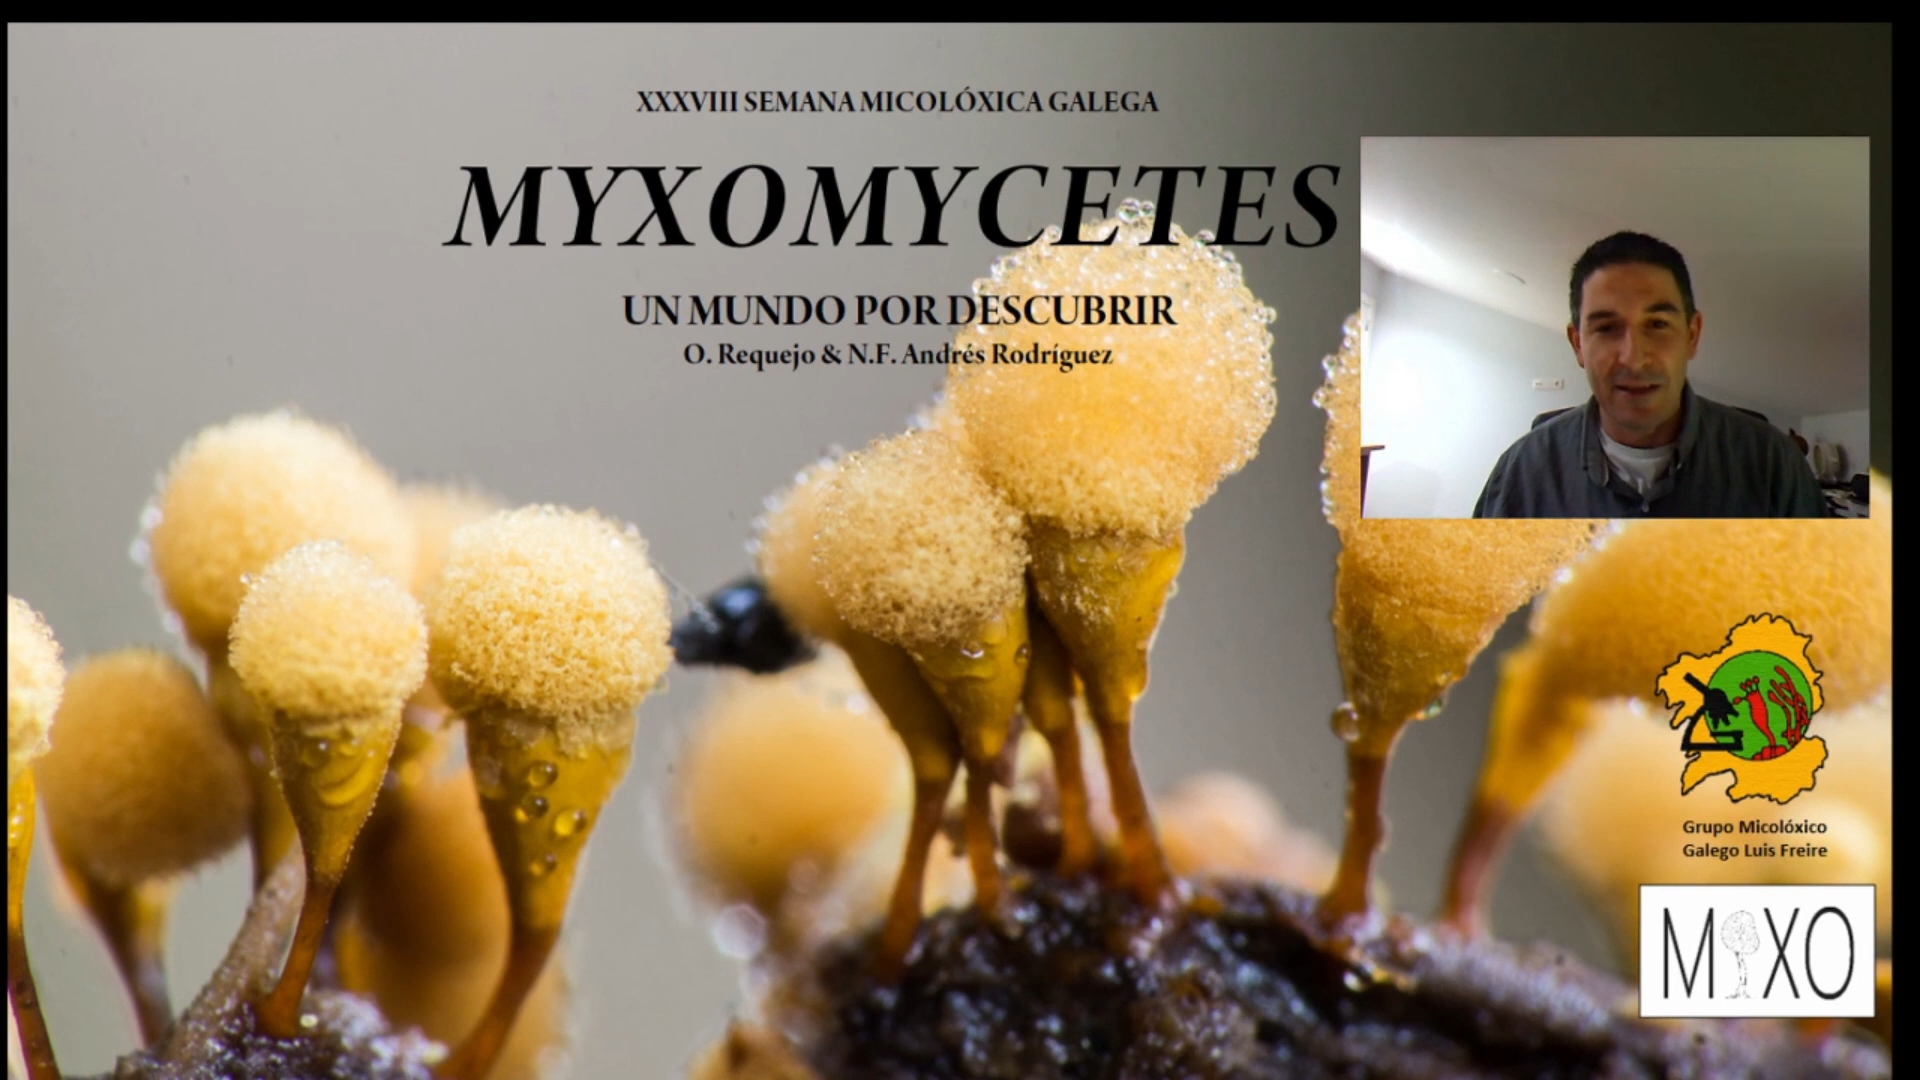 XXXVIII SEMANA MICOLÓXICA GALEGA
MYXOMYCETES
UN MUNDO POR DESCUBRIR
O. Requejo & N.F. Andrés Rodríguez
Grupo Micolóxico
Galego Luis Freire
MIXO